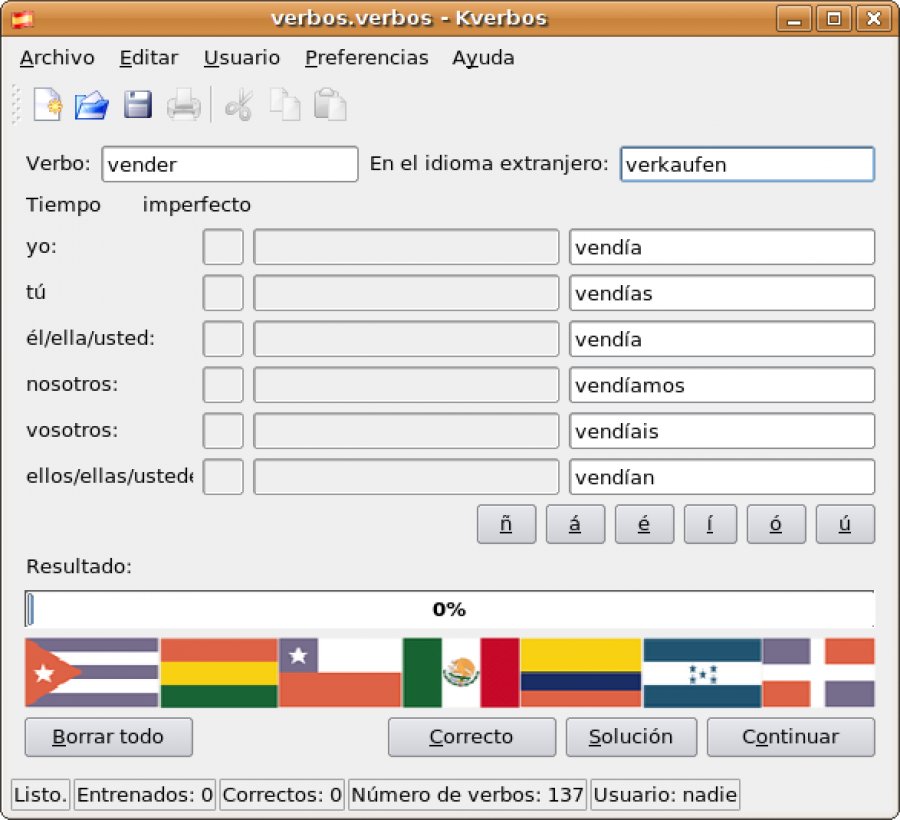 verbos.verbos - Kverbos
Archivo Editar Usuario Preferencias Ayuda
Verbo: vender En el idioma extranjero: verkaufen
Tiempo imperfecto
yo: vendía
tú vendías
él/ella/usted: vendía
nosotros: vendíamos
vosotros: vendíais
ellos/ellas/ustede vendían
ñ á é í ó ú
Resultado:
0%
Borrar todo Correcto Solución Continuar
Listo. Entrenados: 0 Correctos: 0 Número de verbos: 137 Usuario: nadie